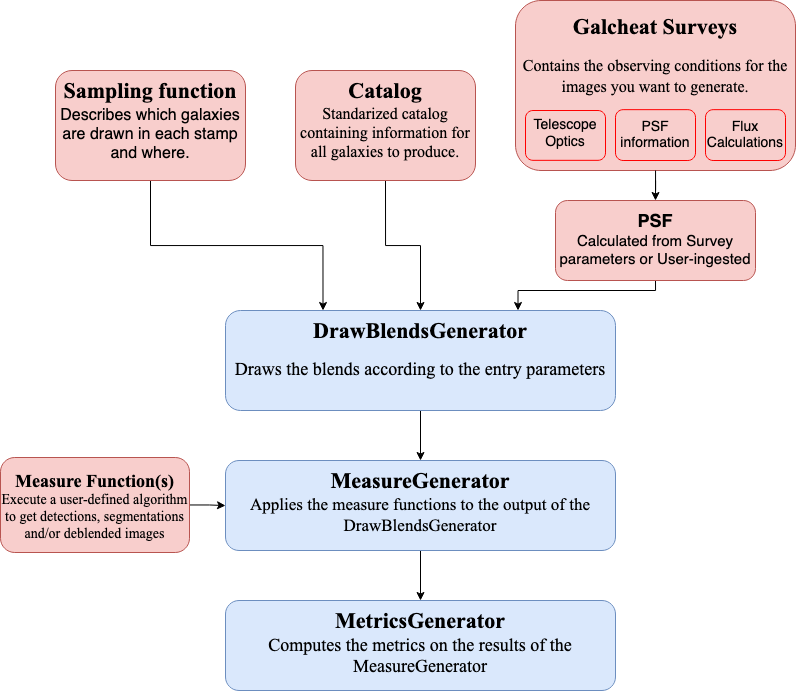 Galcheat Surveys
Contains the observing conditions for the
images you want to generate.
Telescope
Optics
PSF
information
Flux
Calculations
Sampling function
Describes which galaxies
are drawn in each stamp
and where.
Catalog
Standarized catalog
containing information for
all galaxies to produce.
PSF
Calculated from Survey
parameters or User-ingested
DrawBlendsGenerator
Draws the blends according to the entry parameters
Measure Function(s)
Execute a user-defined algorithm
to get detections, segmentations
and/or deblended images
MeasureGenerator
Applies the measure functions to the output of the
DrawBlendsGenerator
MetricsGenerator
Computes the metrics on the results of the
MeasureGenerator